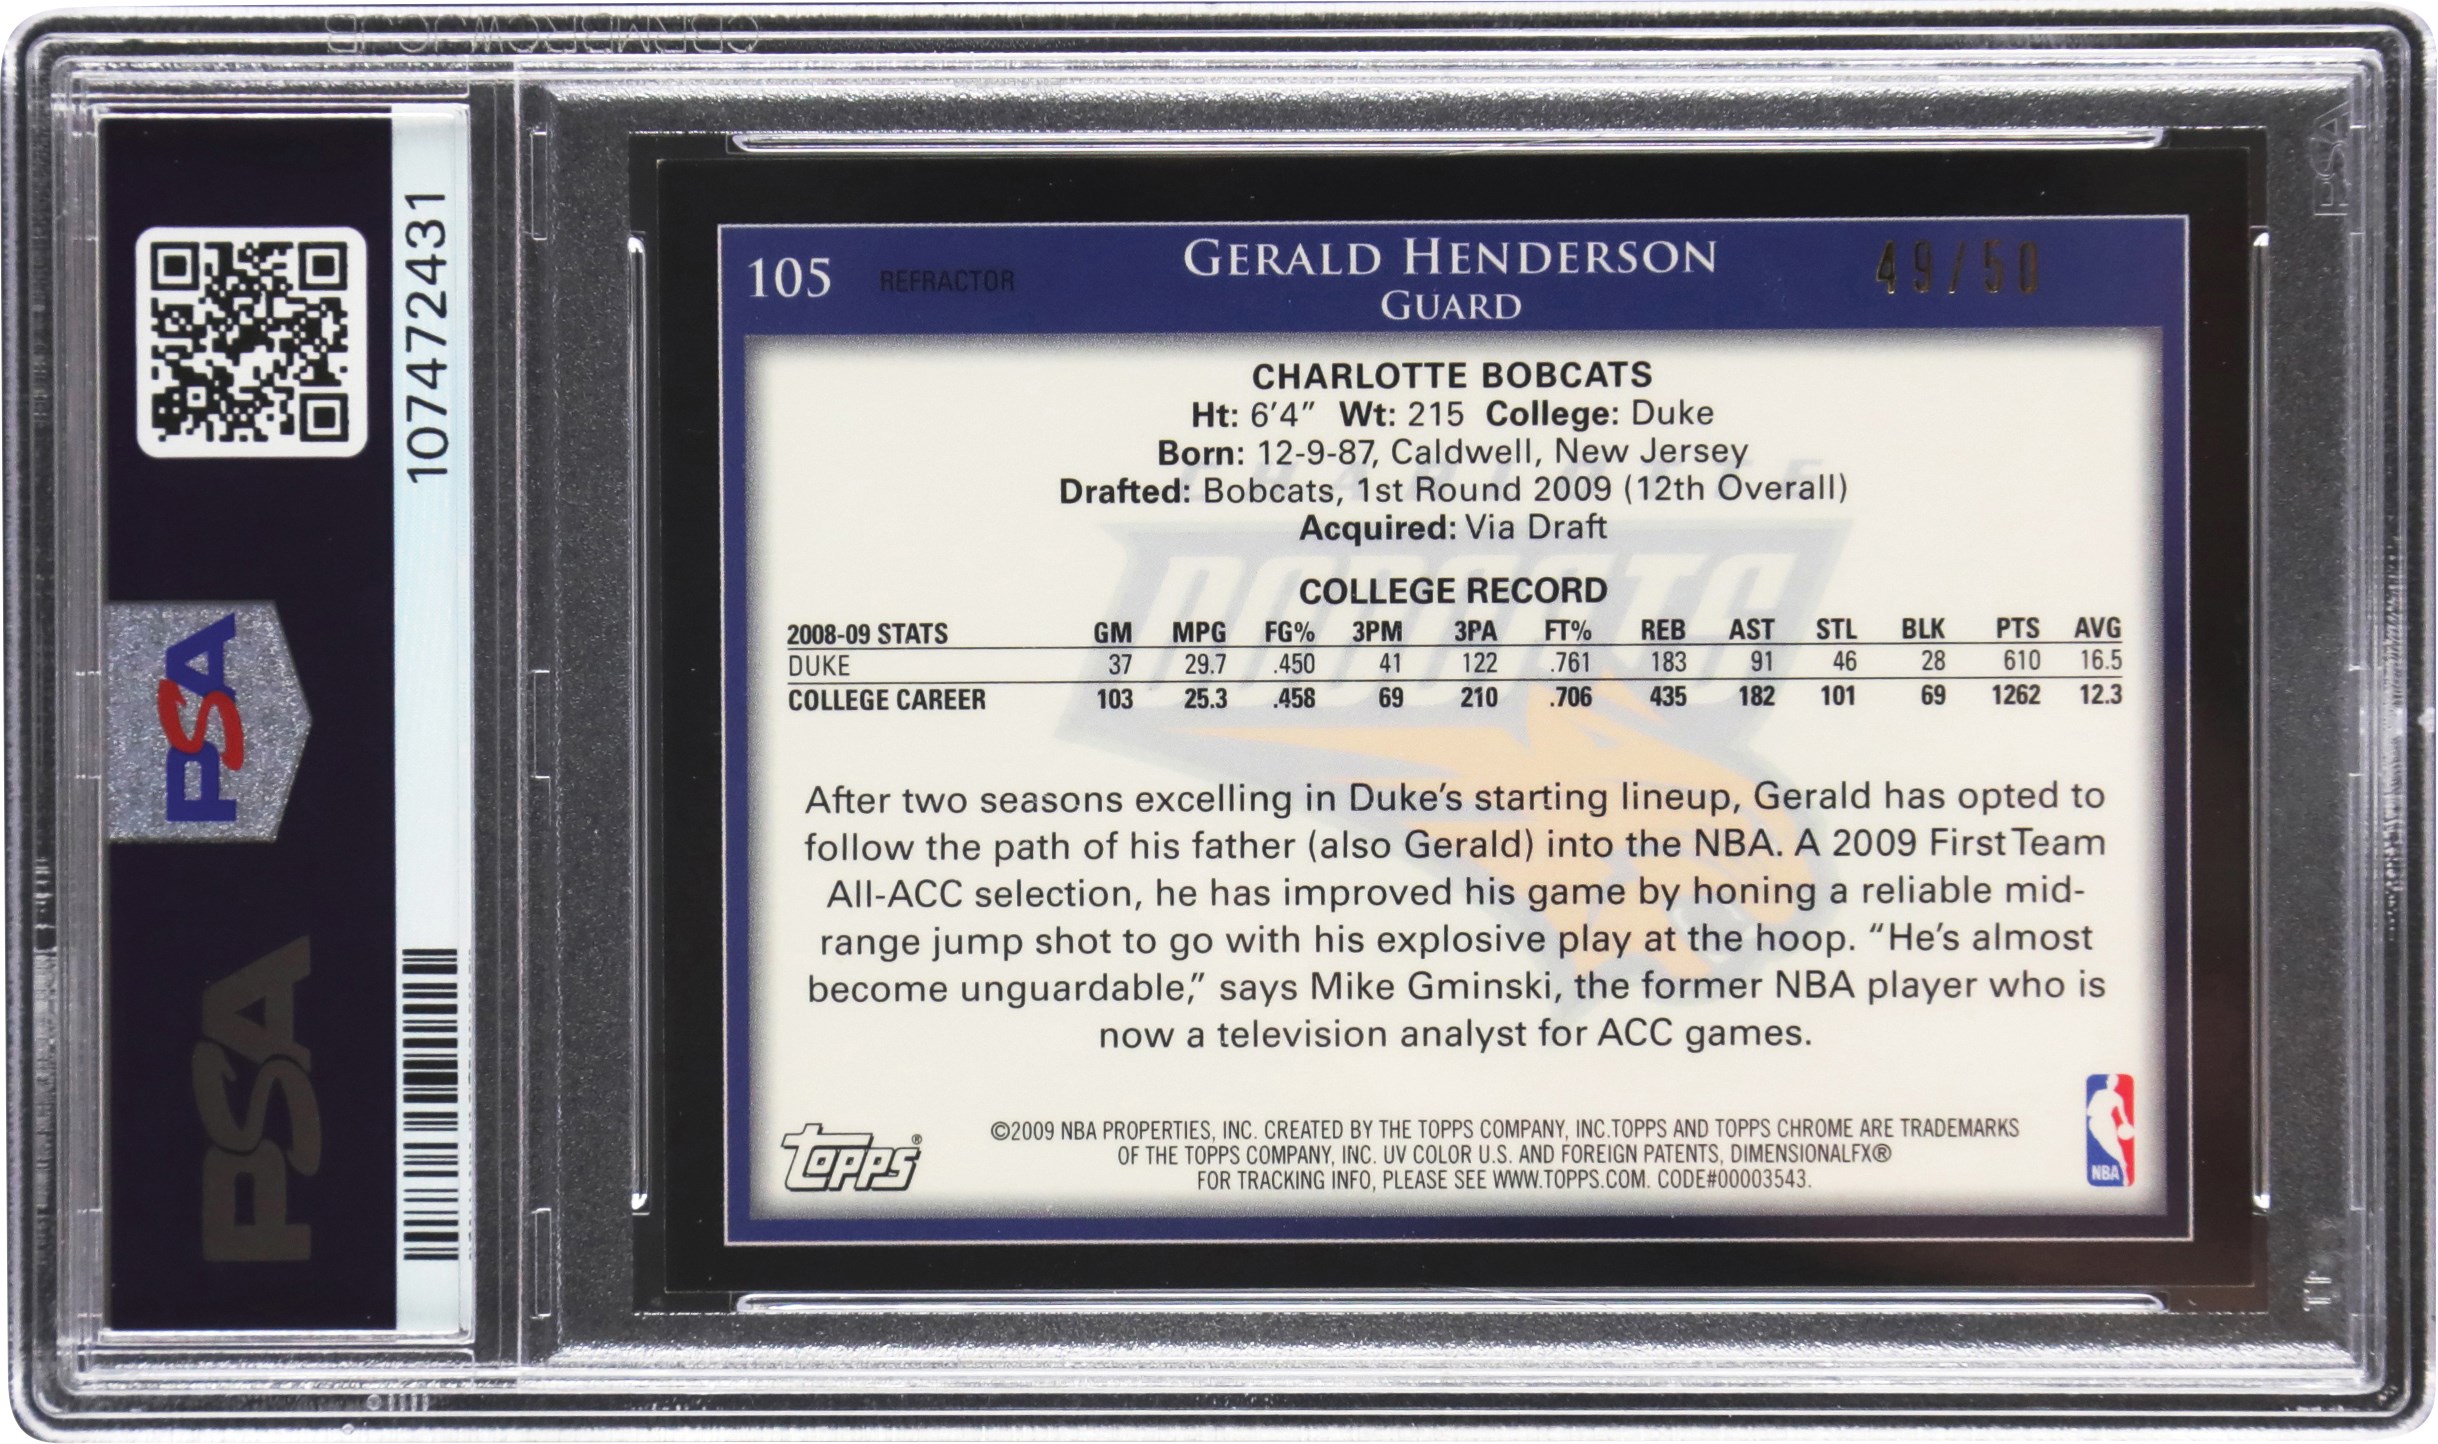 107472431
PSA
PSA
105 REFRACTOR GERALD HENDERSON 49/50
GUARD
CHARLOTTE BOBCATS
Ht: 6'4" Wt: 215 College: Duke
Born: 12-9-87, Caldwell, New Jersey
Drafted: Bobcats, 1st Round 2009 (12th Overall)
Acquired: Via Draft
COLLEGE RECORD
2008-09 STATS GM MPG FG% 3PM 3PA FT% REB AST STL BLK PTS AVG
DUKE 37 29.7 .450 41 122 .761 183 91 46 28 610 16.5
COLLEGE CAREER 103 25.3 .458 69 210 .706 435 182 101 69 1262 12.3
After two seasons excelling in Duke's starting lineup, Gerald has opted to
follow the path of his father (also Gerald) into the NBA. A 2009 First Team
All-ACC selection, he has improved his game by honing a reliable mid-
range jump shot to go with his explosive play at the hoop. “He's almost
become unguardable,” says Mike Gminski, the former NBA player who is
now a television analyst for ACC games.
Topps®
©2009 NBA PROPERTIES, INC. CREATED BY THE TOPPS COMPANY, INC.TOPPS AND TOPPS CHROME ARE TRADEMARKS
OF THE TOPPS COMPANY, INC. UV COLOR U.S. AND FOREIGN PATENTS, DIMENSIONALFX®
FOR TRACKING INFO, PLEASE SEE WWW.TOPPS.COM. CODE#00003543.
NBA
CHARLOTTE
BOBCATS
PSA